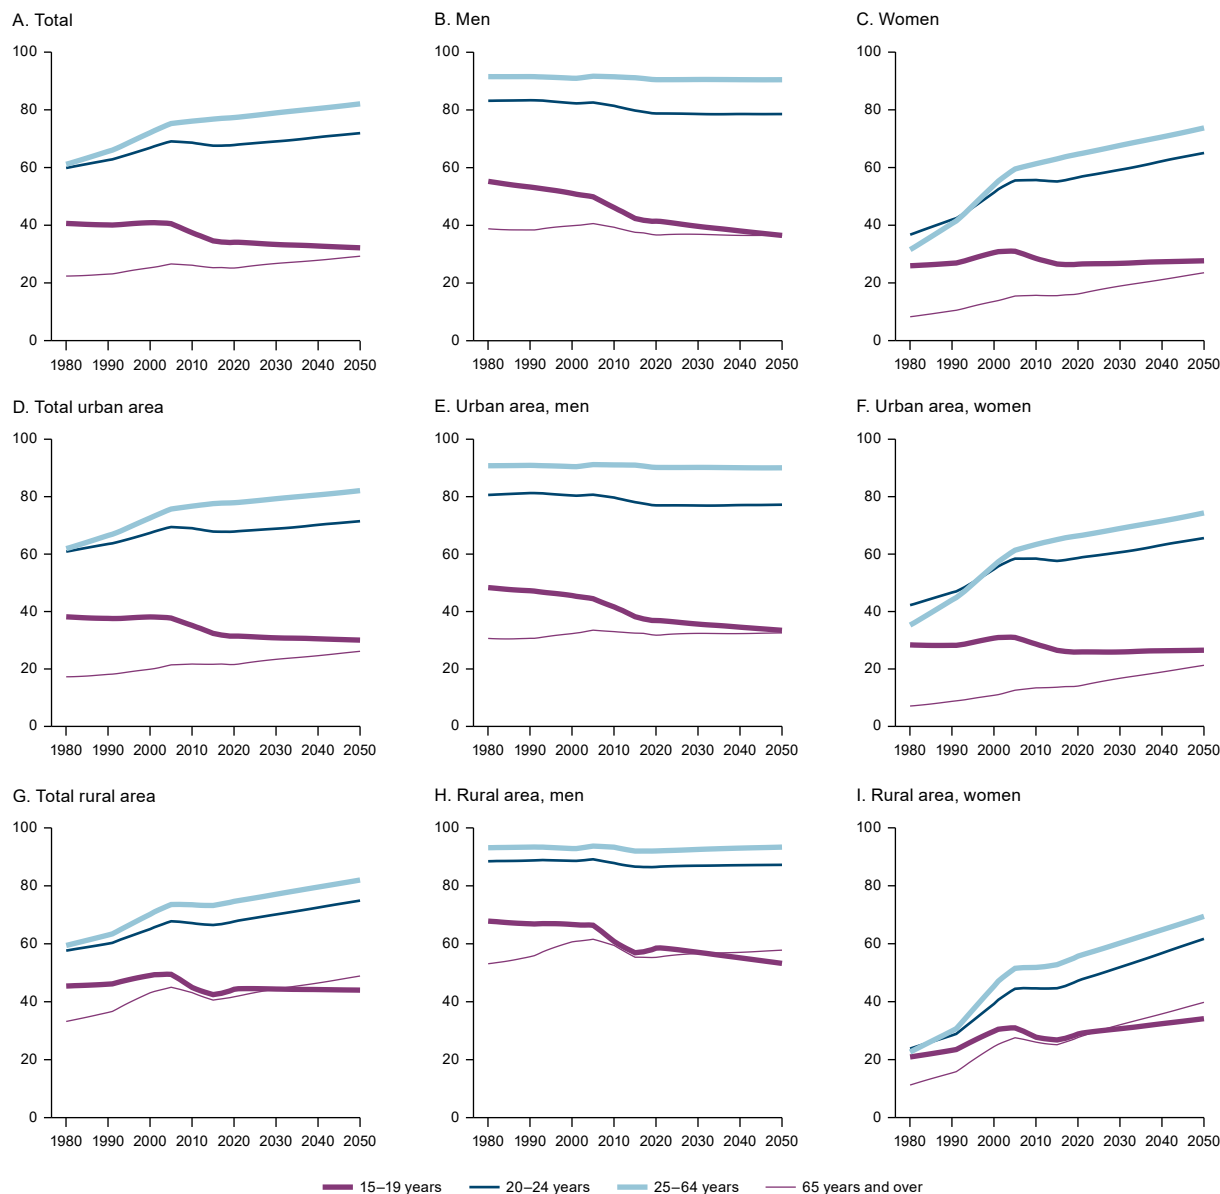 A. Total
B. Men
C. Women
100 100 100
80 80 80
60 60 60
40 40 40
20 20 20
0 0 0
1980 1990 2000 2010 2020 2030 2040 2050 1980 1990 2000 2010 2020 2030 2040 2050 1980 1990 2000 2010 2020 2030 2040 2050
D. Total urban area
E. Urban area, men
F. Urban area, women
100 100 100
80 80 80
60 60 60
40 40 40
20 20 20
0 0 0
1980 1990 2000 2010 2020 2030 2040 2050 1980 1990 2000 2010 2020 2030 2040 2050 1980 1990 2000 2010 2020 2030 2040 2050
G. Total rural area
H. Rural area, men
I. Rural area, women
100 100 100
80 80 80
60 60 60
40 40 40
20 20 20
0 0 0
1980 1990 2000 2010 2020 2030 2040 2050 1980 1990 2000 2010 2020 2030 2040 2050 1980 1990 2000 2010 2020 2030 2040 2050
15–19 years 20–24 years 25–64 years 65 years and over